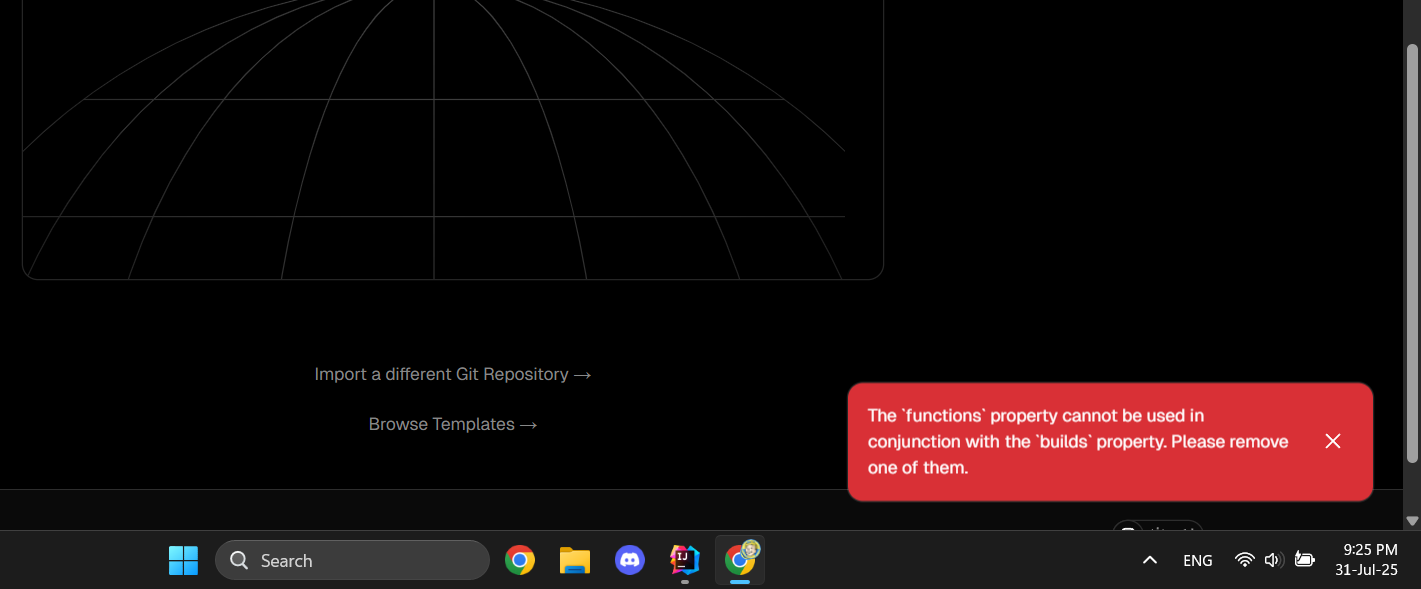 Import a different Git Repository →
Browse Templates →
The `functions` property cannot be used in
conjunction with the `builds` property. Please remove
one of them.
Search
ENG
9:25 PM
31-Jul-25